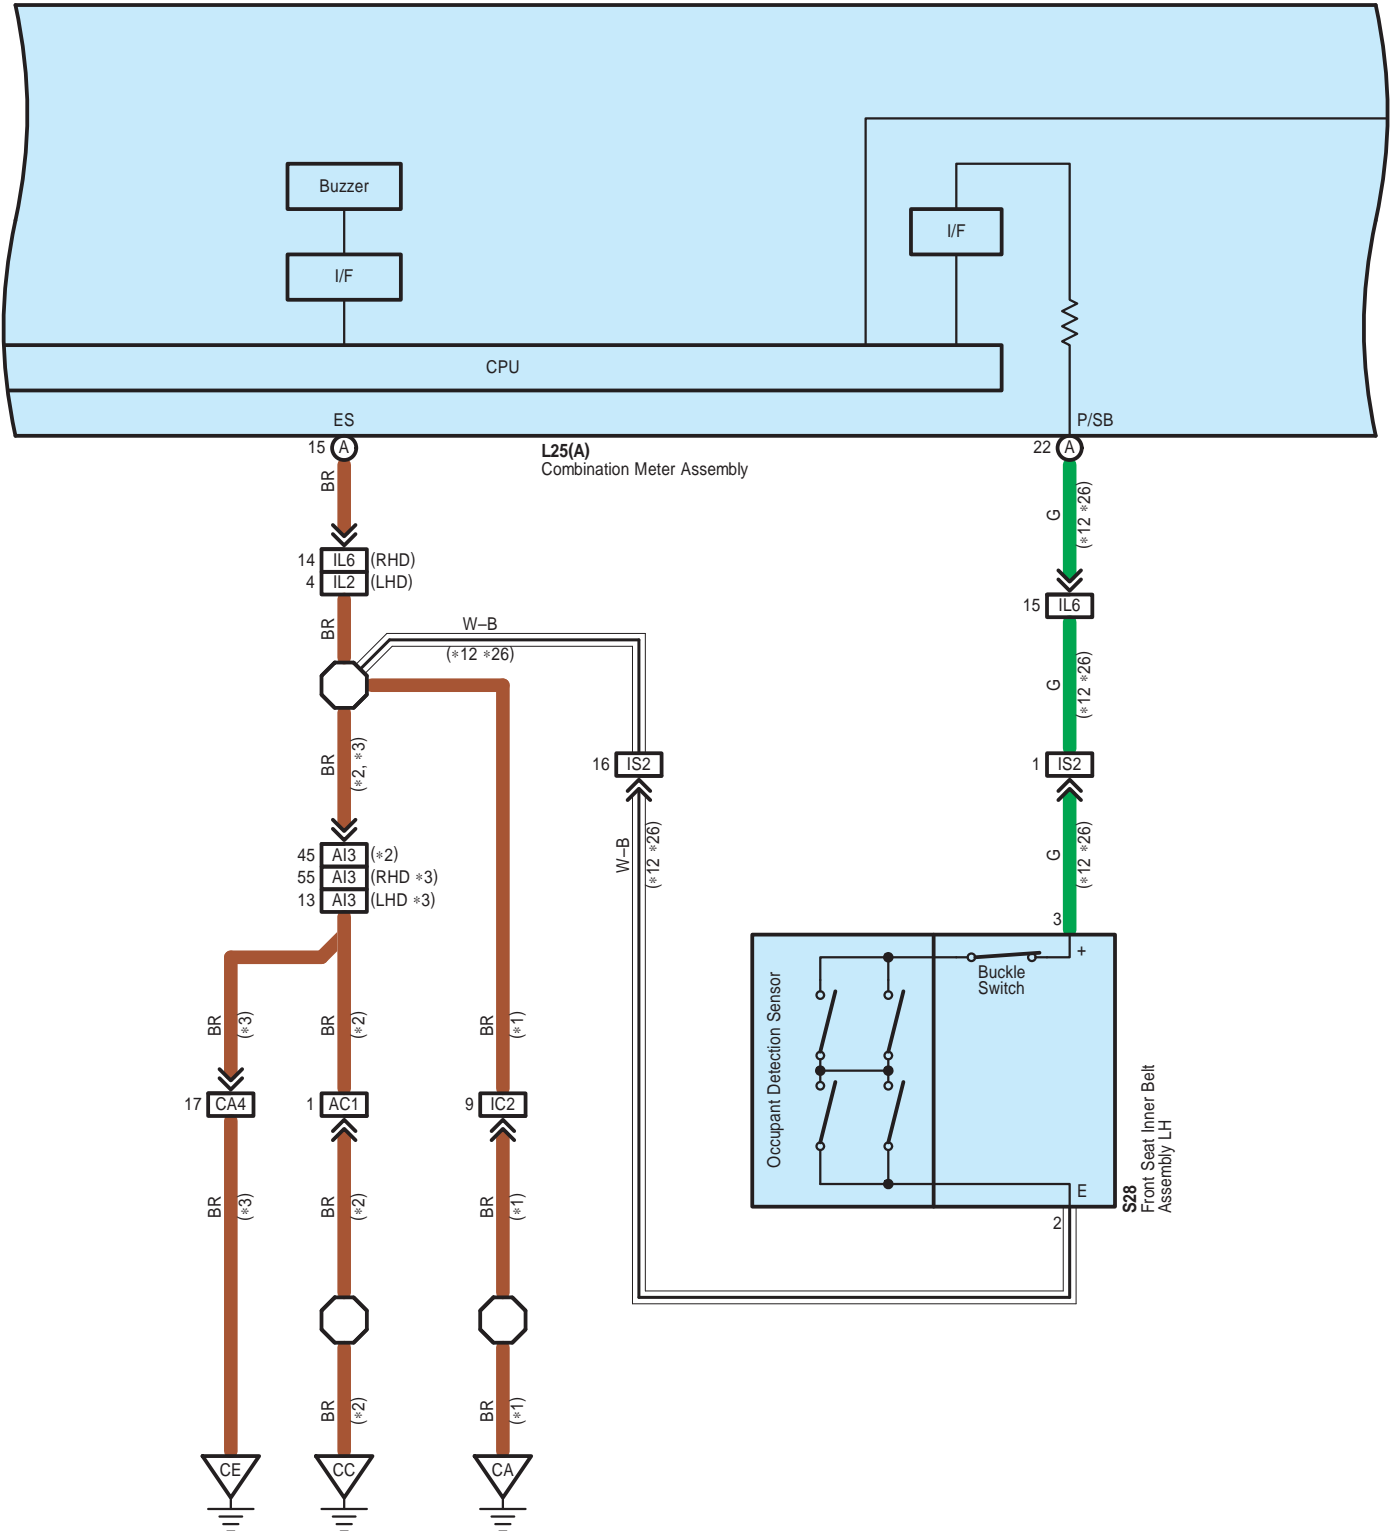 Buzzer
I/F
I/F
CPU
ES
P/SB
15 A
L25(A)
Combination Meter Assembly
22 A
BR
G
(*12 *26)
14 IL6 (RHD)
4 IL2 (LHD)
15 IL6
BR
W–B
(*12 *26)
G
(*12 *26)
BR
(*2, *3)
16 IS2
1 IS2
45 AI3 (*2)
55 AI3 (RHD *3)
13 AI3 (LHD *3)
W–B
(*12 *26)
G
(*12 *26)
3
+
Buckle
Switch
Occupant Detection Sensor
BR
(*3)
BR
(*2)
BR
(*1)
17 CA4
1 AC1
9 IC2
BR
(*3)
BR
(*2)
BR
(*1)
E
2
S28
Front Seat Inner Belt
Assembly LH
BR
(*2)
BR
(*1)
CE
CC
CA